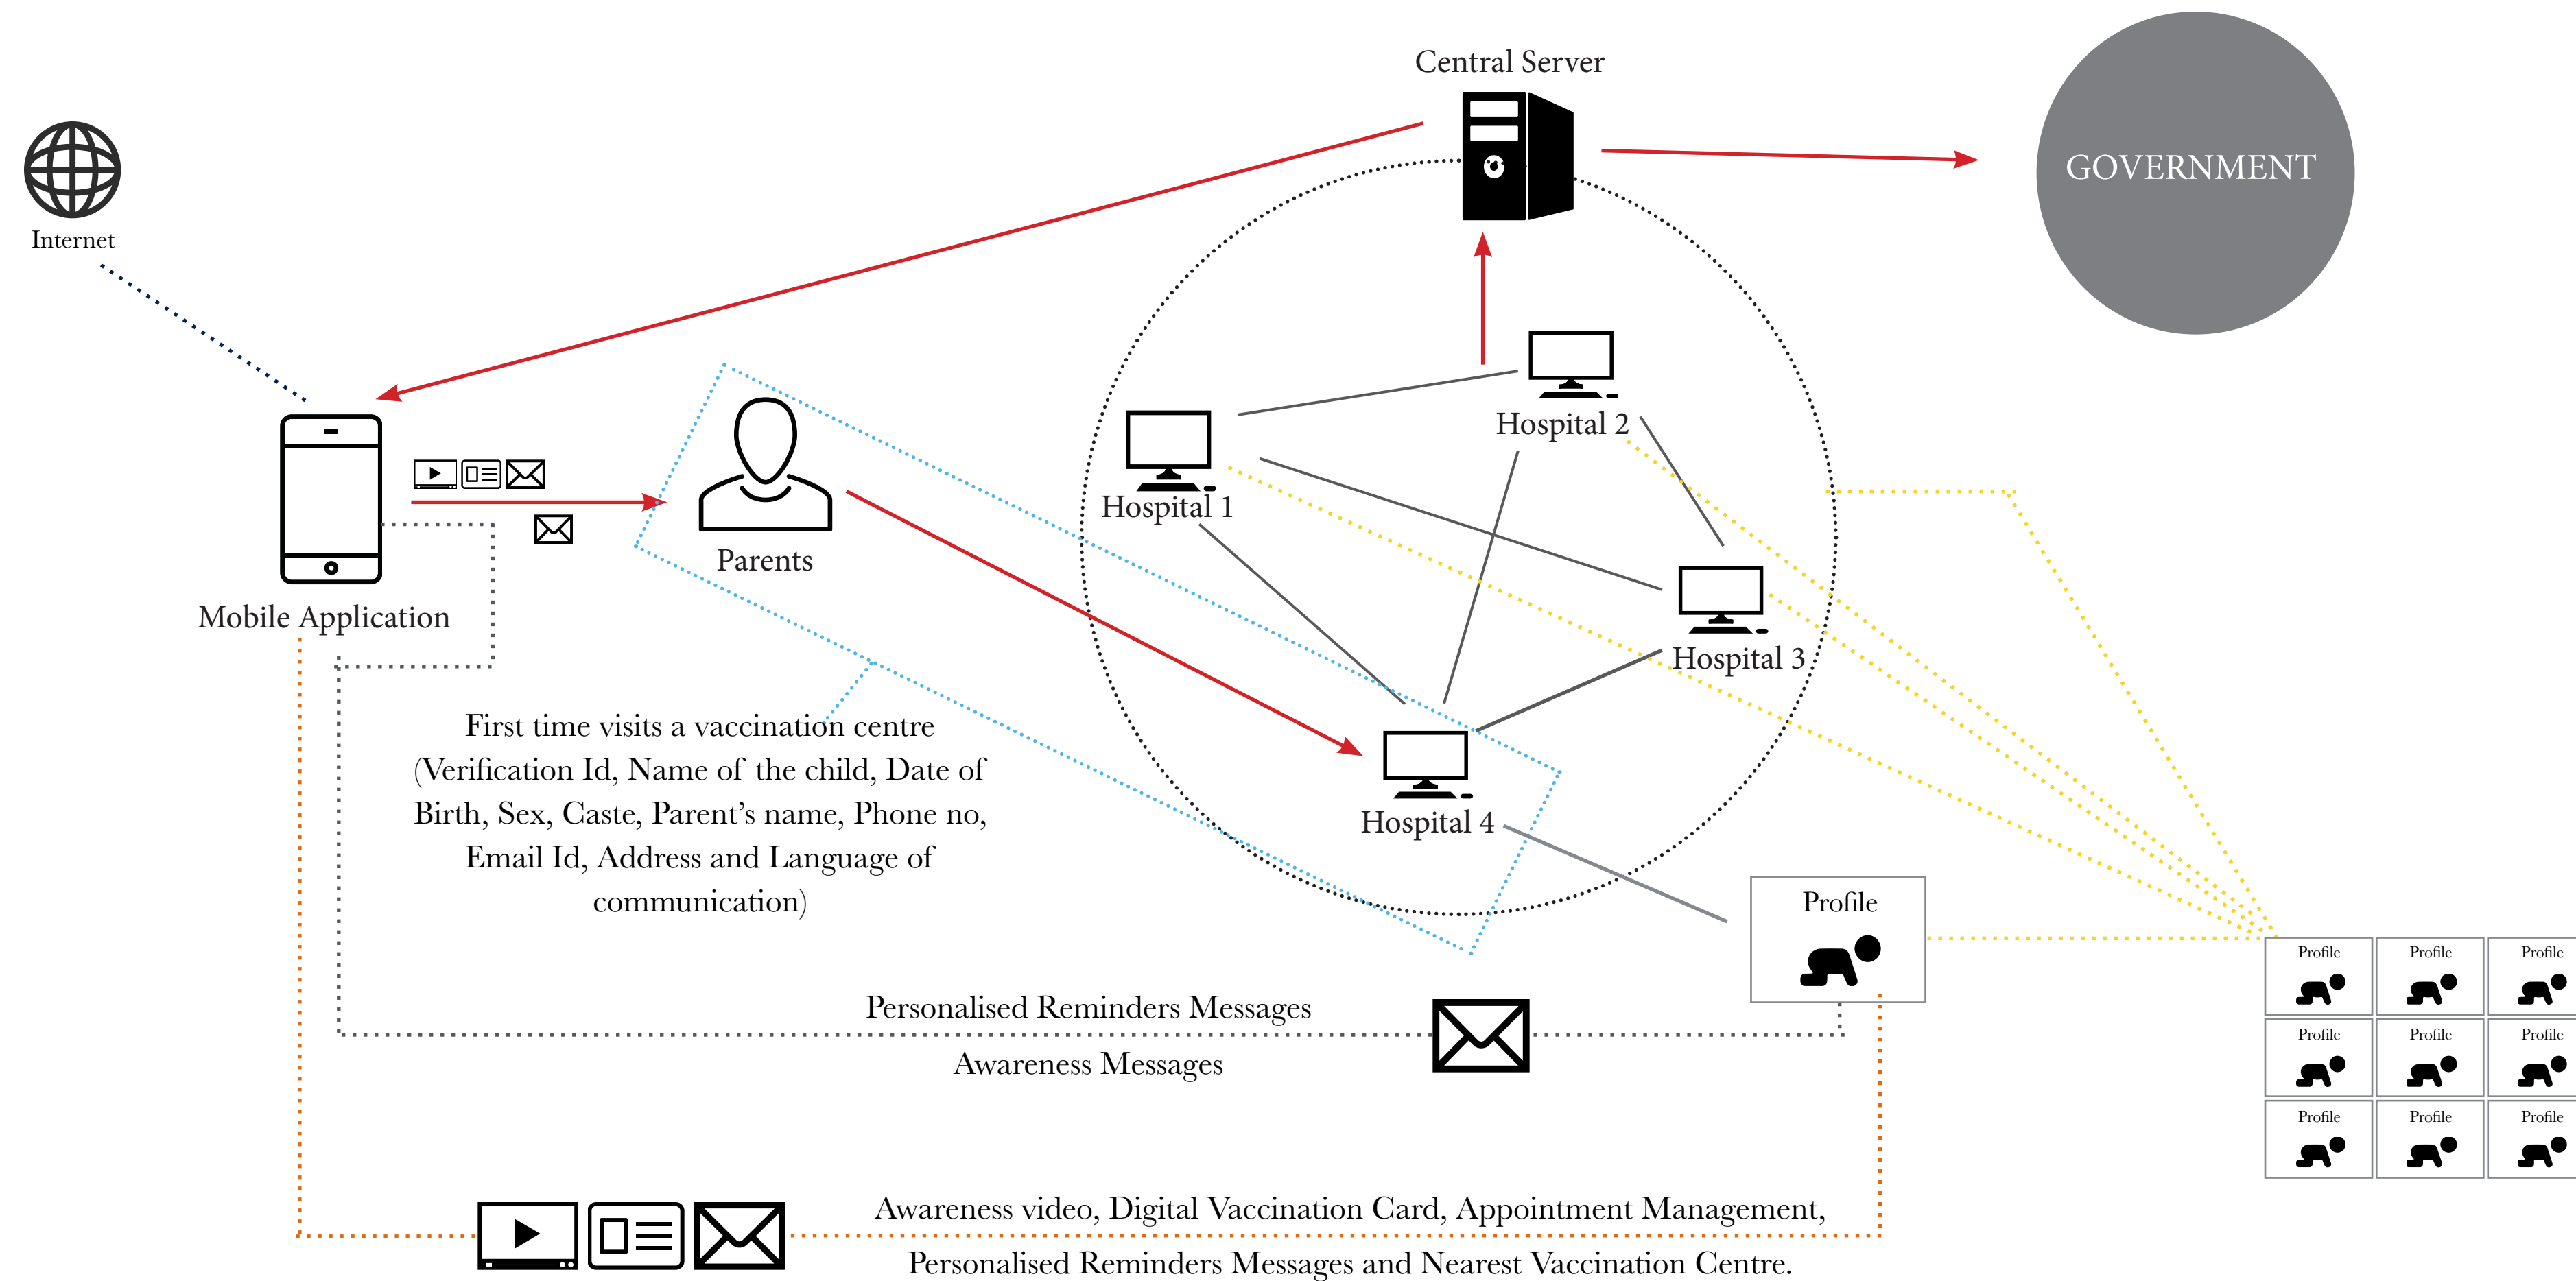 Central Server
GOVERNMENT
Internet
Hospital 2
Hospital 1
Parents
Mobile Application
Hospital 3
First time visits a vaccination centre
(Verification Id, Name of the child, Date of
Birth, Sex, Caste, Parent's name, Phone no,
Email Id, Address and Language of
communication)
Hospital 4
Profile
Profile Profile Profile
Profile Profile Profile
Profile Profile Profile
Personalised Reminders Messages
Awareness Messages
Awareness video, Digital Vaccination Card, Appointment Management,
Personalised Reminders Messages and Nearest Vaccination Centre.